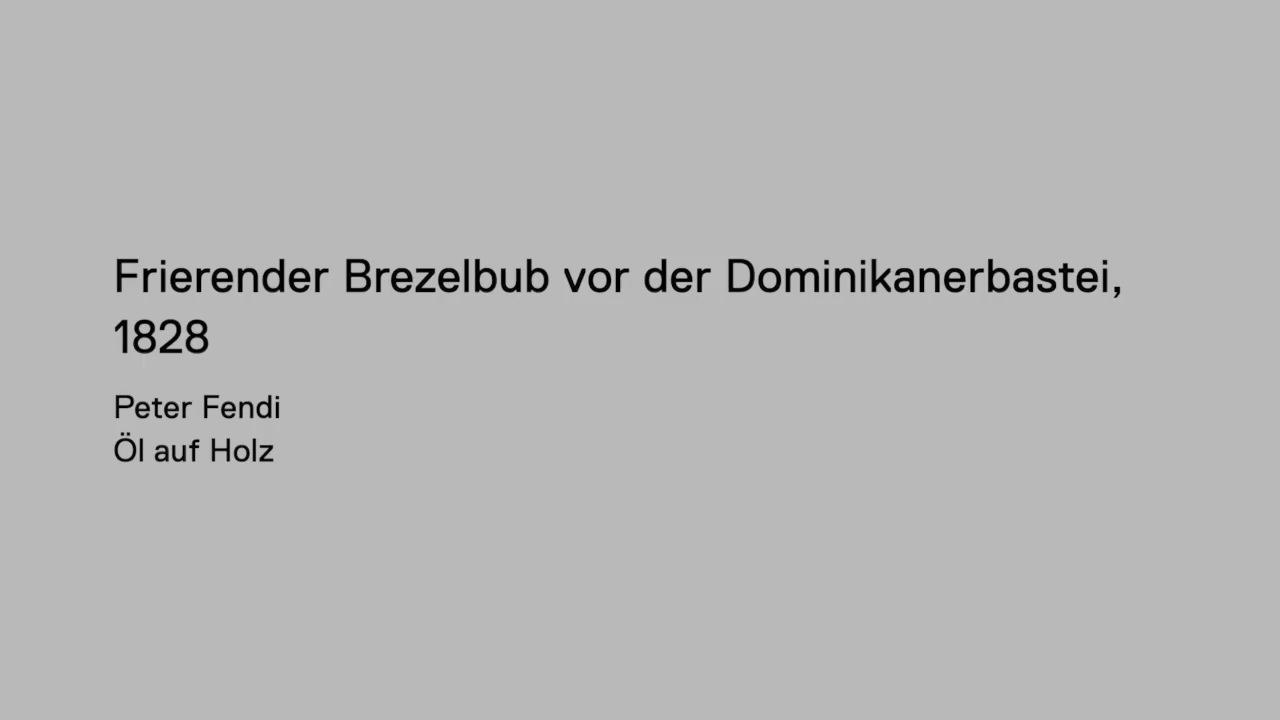 Frierender Brezelbub vor der Dominikanerbastei,
1828
Peter Fendi
Öl auf Holz